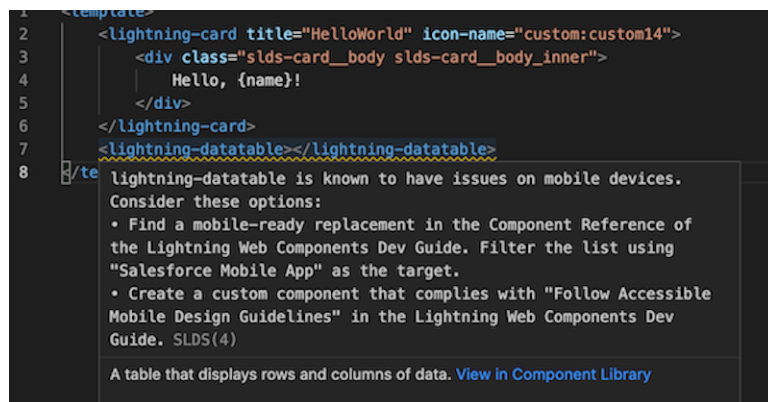 1 <template>
2 <lightning-card title="HelloWorld" icon-name="custom:custom14">
3 <div class="slds-card__body slds-card__body_inner">
4 Hello, {name}!
5 </div>
6 </lightning-card>
7 <lightning-datatable></lightning-datatable>
8 </te
lightning-datatable is known to have issues on mobile devices.
Consider these options:
• Find a mobile-ready replacement in the Component Reference of
the Lightning Web Components Dev Guide. Filter the list using
"Salesforce Mobile App" as the target.
• Create a custom component that complies with "Follow Accessible
Mobile Design Guidelines" in the Lightning Web Components Dev
Guide. SLDS(4)
A table that displays rows and columns of data. View in Component Library